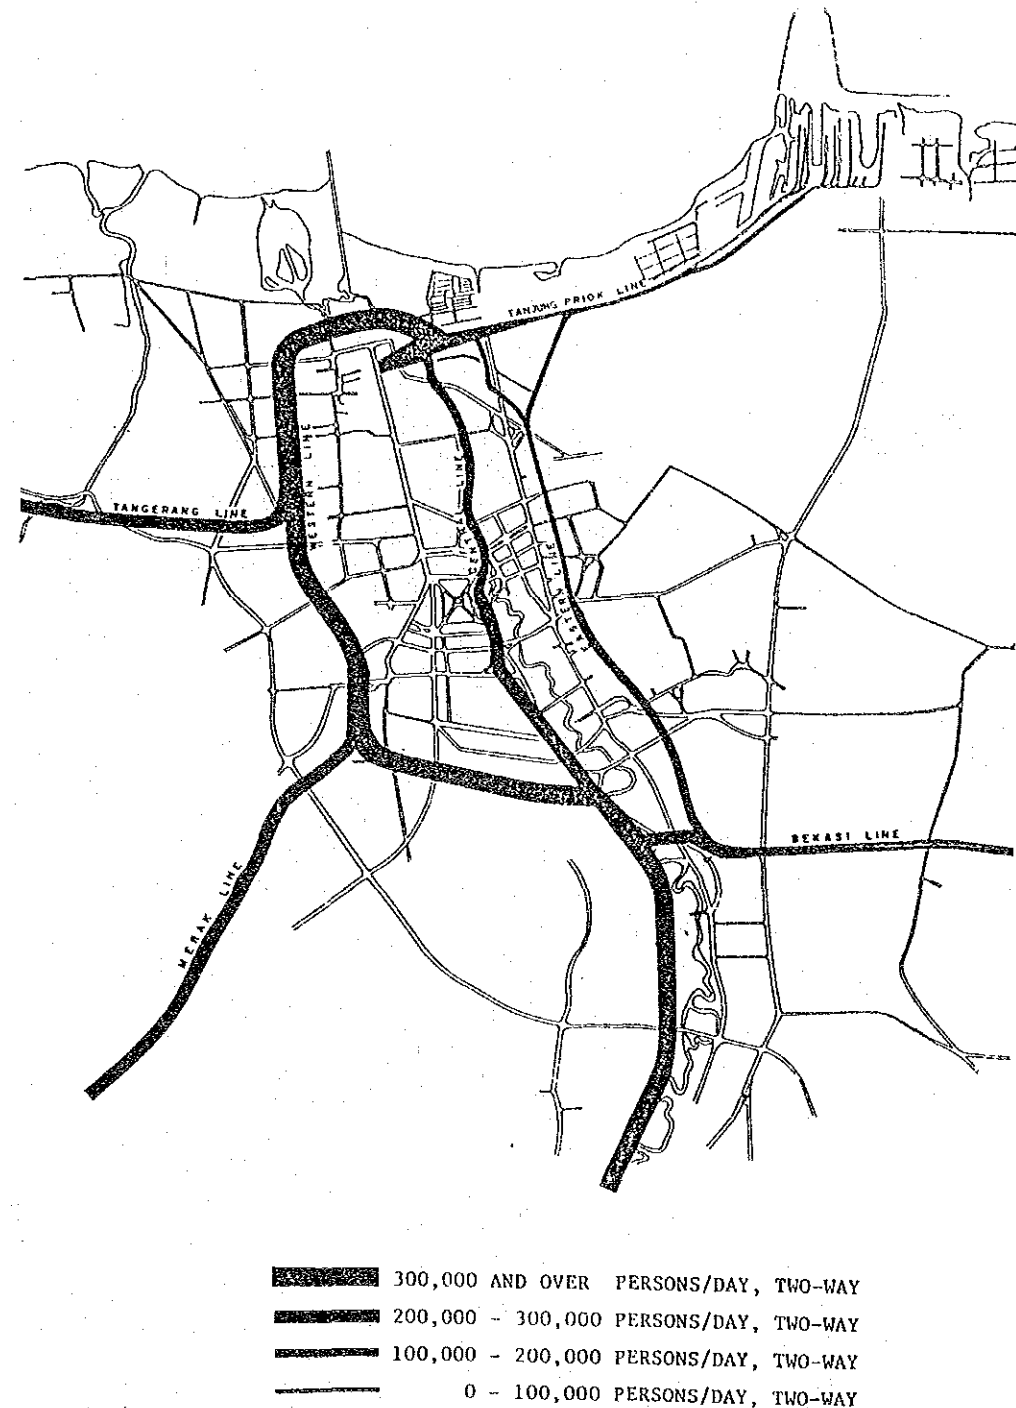 TANJUNG PRIOK LINE
WESTERN LINE
CENTRAL LINE
TANGERANG LINE
EASTERN LINE
BEKASI LINE
MERAK LINE
300,000 AND OVER PERSONS/DAY, TWO-WAY
200,000 - 300,000 PERSONS/DAY, TWO-WAY
100,000 - 200,000 PERSONS/DAY, TWO-WAY
0 - 100,000 PERSONS/DAY, TWO-WAY